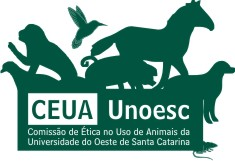 CEUA Unoesc
Comissão de Ética no Uso de Animais da
Universidade do Oeste de Santa Catarina